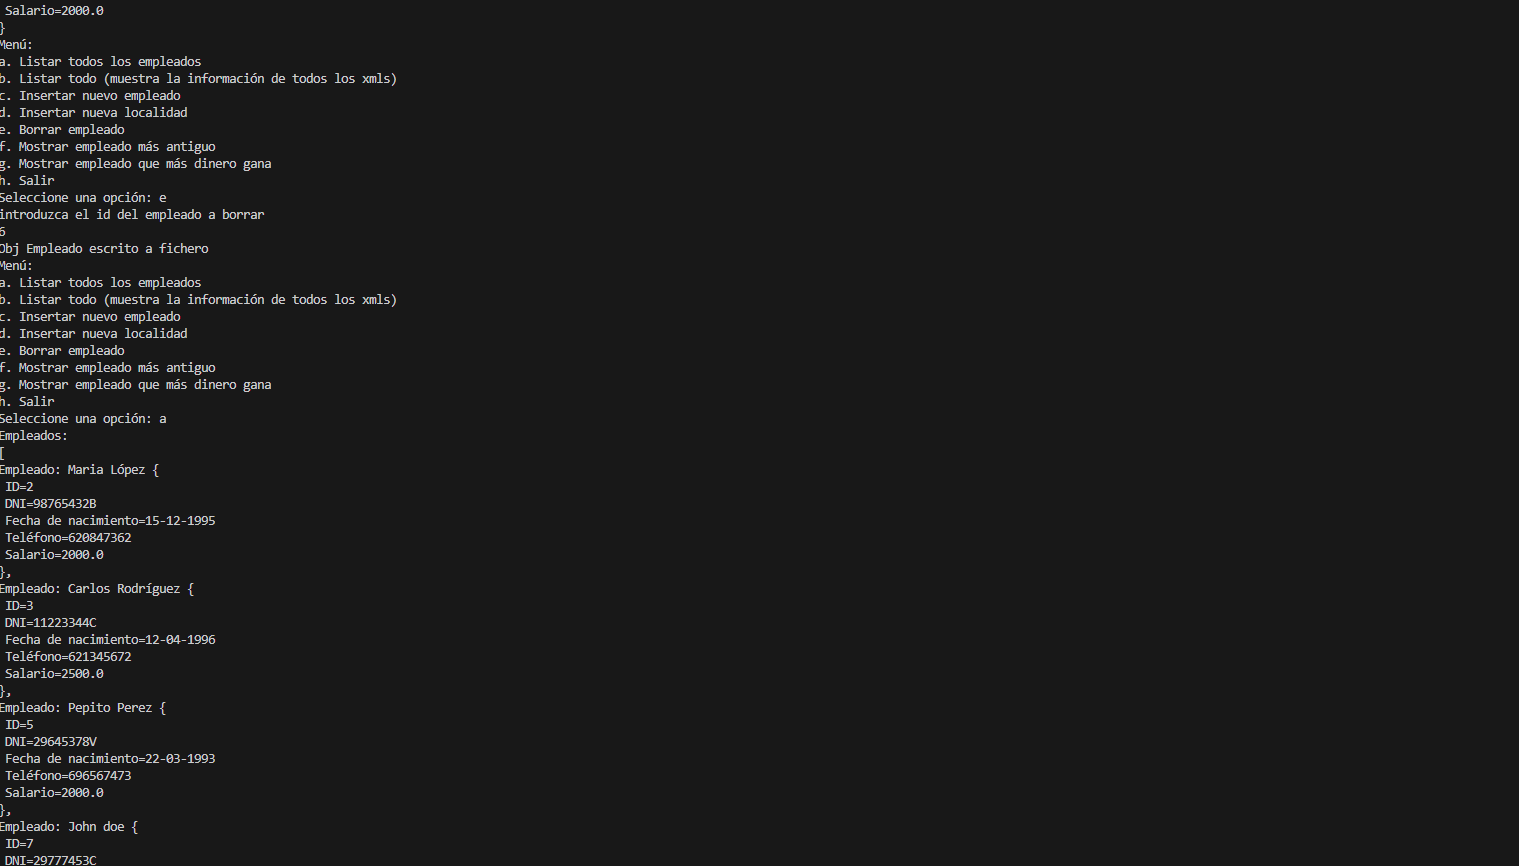 Salario=2000.0
}
Menú:
a. Listar todos los empleados
b. Listar todo (muestra la información de todos los xmls)
c. Insertar nuevo empleado
d. Insertar nueva localidad
e. Borrar empleado
f. Mostrar empleado más antiguo
g. Mostrar empleado que más dinero gana
h. Salir
Seleccione una opción: e
introduzca el id del empleado a borrar
6
Obj Empleado escrito a fichero
Menú:
a. Listar todos los empleados
b. Listar todo (muestra la información de todos los xmls)
c. Insertar nuevo empleado
d. Insertar nueva localidad
e. Borrar empleado
f. Mostrar empleado más antiguo
g. Mostrar empleado que más dinero gana
h. Salir
Seleccione una opción: a
Empleados:
[
Empleado: Maria López {
ID=2
DNI=98765432B
Fecha de nacimiento=15-12-1995
Teléfono=620847362
Salario=2000.0
},
Empleado: Carlos Rodríguez {
ID=3
DNI=11223344C
Fecha de nacimiento=12-04-1996
Teléfono=621345672
Salario=2500.0
},
Empleado: Pepito Perez {
ID=5
DNI=29645378V
Fecha de nacimiento=22-03-1993
Teléfono=696567473
Salario=2000.0
},
Empleado: John doe {
ID=7
DNI=29777453C